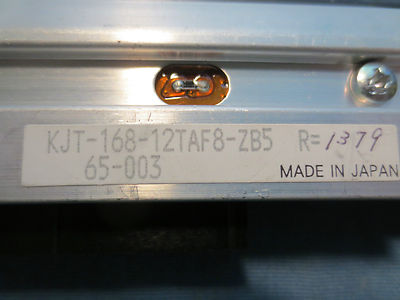 KJT-168-12TAF8-ZB5 R=1379
65-003
MADE IN JAPAN